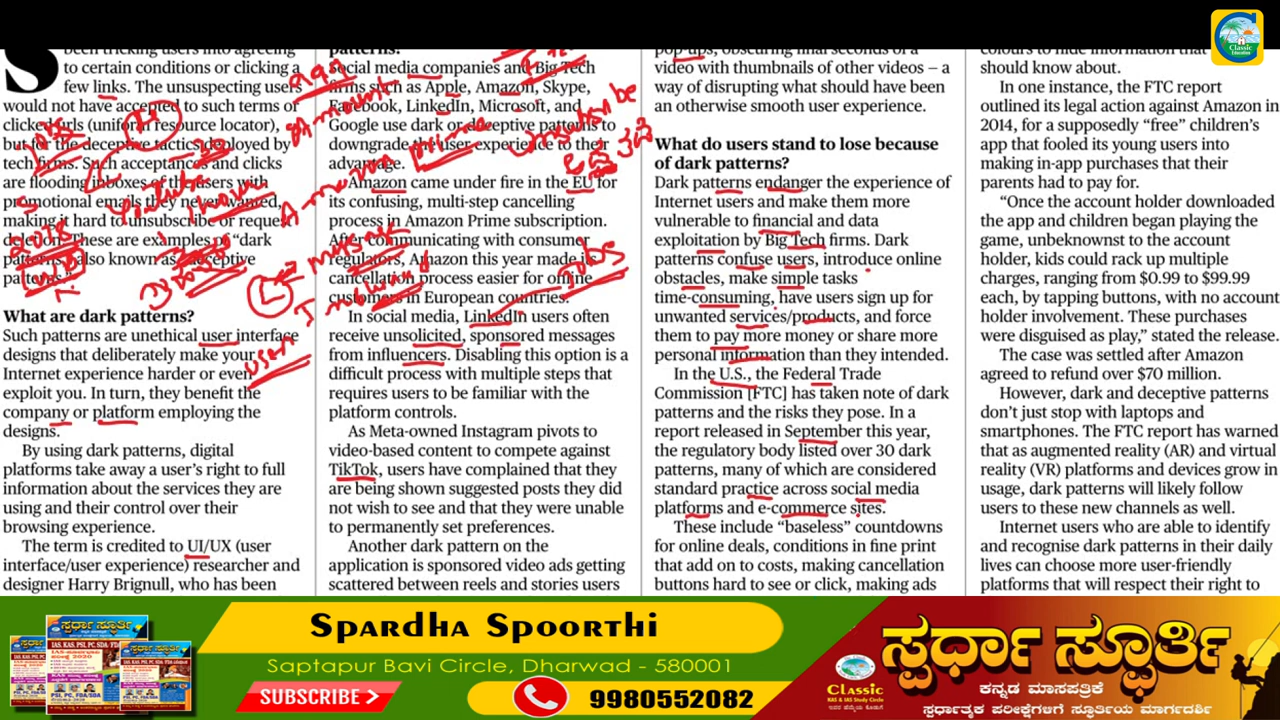 been tricking users into agreeing
S
to certain conditions or clicking a
few links. The unsuspecting users
would not have accepted to such terms or
clicked urls (uniform resource locator),
but for the deceptive tactics deployed by
tech firms. Such acceptances and clicks
are flooding inboxes of the users with
promotional emails they never wanted,
making it hard to unsubscribe or request
deletion. These are examples of “dark
patterns,” also known as “deceptive
patterns.”
What are dark patterns?
Such patterns are unethical user interface
designs that deliberately make your
Internet experience harder or even
exploit you. In turn, they benefit the
company or platform employing the
designs.
By using dark patterns, digital
platforms take away a user’s right to full
information about the services they are
using and their control over their
browsing experience.
The term is credited to UI/UX (user
interface/user experience) researcher and
designer Harry Brignull, who has been
patterns?
Social media companies and Big Tech
firms such as Apple, Amazon, Skype,
Facebook, LinkedIn, Microsoft, and
Google use dark or deceptive patterns to
downgrade the user experience to their
advantage.
Amazon came under fire in the EU for
its confusing, multi-step cancelling
process in Amazon Prime subscription.
After communicating with consumer
regulators, Amazon this year made its
cancellation process easier for online
customers in European countries.
In social media, LinkedIn users often
receive unsolicited, sponsored messages
from influencers. Disabling this option is a
difficult process with multiple steps that
requires users to be familiar with the
platform controls.
As Meta-owned Instagram pivots to
video-based content to compete against
TikTok, users have complained that they
are being shown suggested posts they did
not wish to see and that they were unable
to permanently set preferences.
Another dark pattern on the
application is sponsored video ads getting
scattered between reels and stories users
pop-ups, obscuring final seconds of a
video with thumbnails of other videos – a
way of disrupting what should have been
an otherwise smooth user experience.
What do users stand to lose because
of dark patterns?
Dark patterns endanger the experience of
Internet users and make them more
vulnerable to financial and data
exploitation by Big Tech firms. Dark
patterns confuse users, introduce online
obstacles, make simple tasks
time-consuming, have users sign up for
unwanted services/products, and force
them to pay more money or share more
personal information than they intended.
In the U.S., the Federal Trade
Commission [FTC] has taken note of dark
patterns and the risks they pose. In a
report released in September this year,
the regulatory body listed over 30 dark
patterns, many of which are considered
standard practice across social media
platforms and e-commerce sites.
These include “baseless” countdowns
for online deals, conditions in fine print
that add on to costs, making cancellation
buttons hard to see or click, making ads
colours to hide information that
should know about.
In one instance, the FTC report
outlined its legal action against Amazon in
2014, for a supposedly “free” children’s
app that fooled its young users into
making in-app purchases that their
parents had to pay for.
“Once the account holder downloaded
the app and children began playing the
game, unbeknownst to the account
holder, kids could rack up multiple
charges, ranging from $0.99 to $99.99
each, by tapping buttons, with no account
holder involvement. These purchases
were disguised as play,” stated the release.
The case was settled after Amazon
agreed to refund over $70 million.
However, dark and deceptive patterns
don’t just stop with laptops and
smartphones. The FTC report has warned
that as augmented reality (AR) and virtual
reality (VR) platforms and devices grow in
usage, dark patterns will likely follow
users to these new channels as well.
Internet users who are able to identify
and recognise dark patterns in their daily
lives can choose more user-friendly
platforms that will respect their right to
amount
Prime
Amazon
Jobs
user
Classic
Education
Spardha Spoorthi
Saptapur Bavi Circle Dharwad - 580001
SUBSCRIBE
9980552082
Classic
KAS & IAS Study Circle
ಸ್ಪರ್ಧಾ ಸ್ಫೂರ್ತಿ
ಕನ್ನಡ ಮಾಸಪತ್ರಿಕೆ
ಸ್ಪರ್ಧಾತ್ಮಕ ಪರೀಕ್ಷೆಗಳಿಗೆ ಸ್ಫೂರ್ತಿಯ ಮಾರ್ಗದರ್ಶಿ